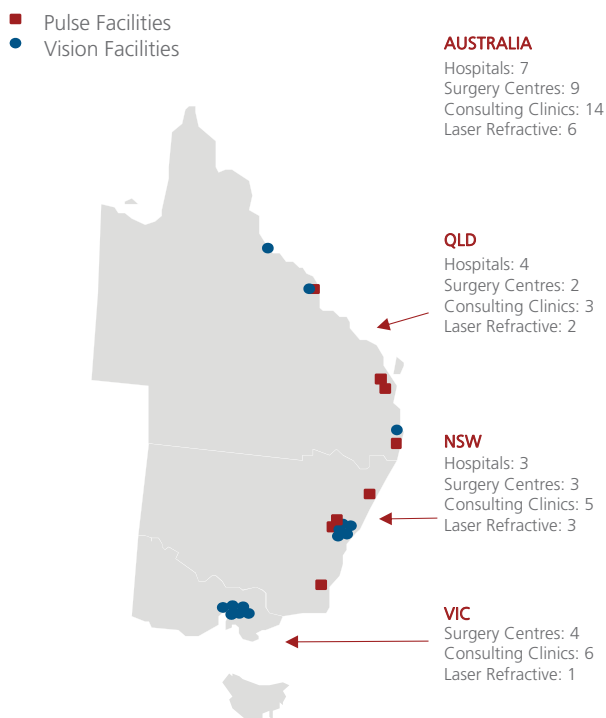 Pulse Facilities
Vision Facilities
AUSTRALIA
Hospitals: 7
Surgery Centres: 9
Consulting Clinics: 14
Laser Refractive: 6
QLD
Hospitals: 4
Surgery Centres: 2
Consulting Clinics: 3
Laser Refractive: 2
NSW
Hospitals: 3
Surgery Centres: 3
Consulting Clinics: 5
Laser Refractive: 3
VIC
Surgery Centres: 4
Consulting Clinics: 6
Laser Refractive: 1